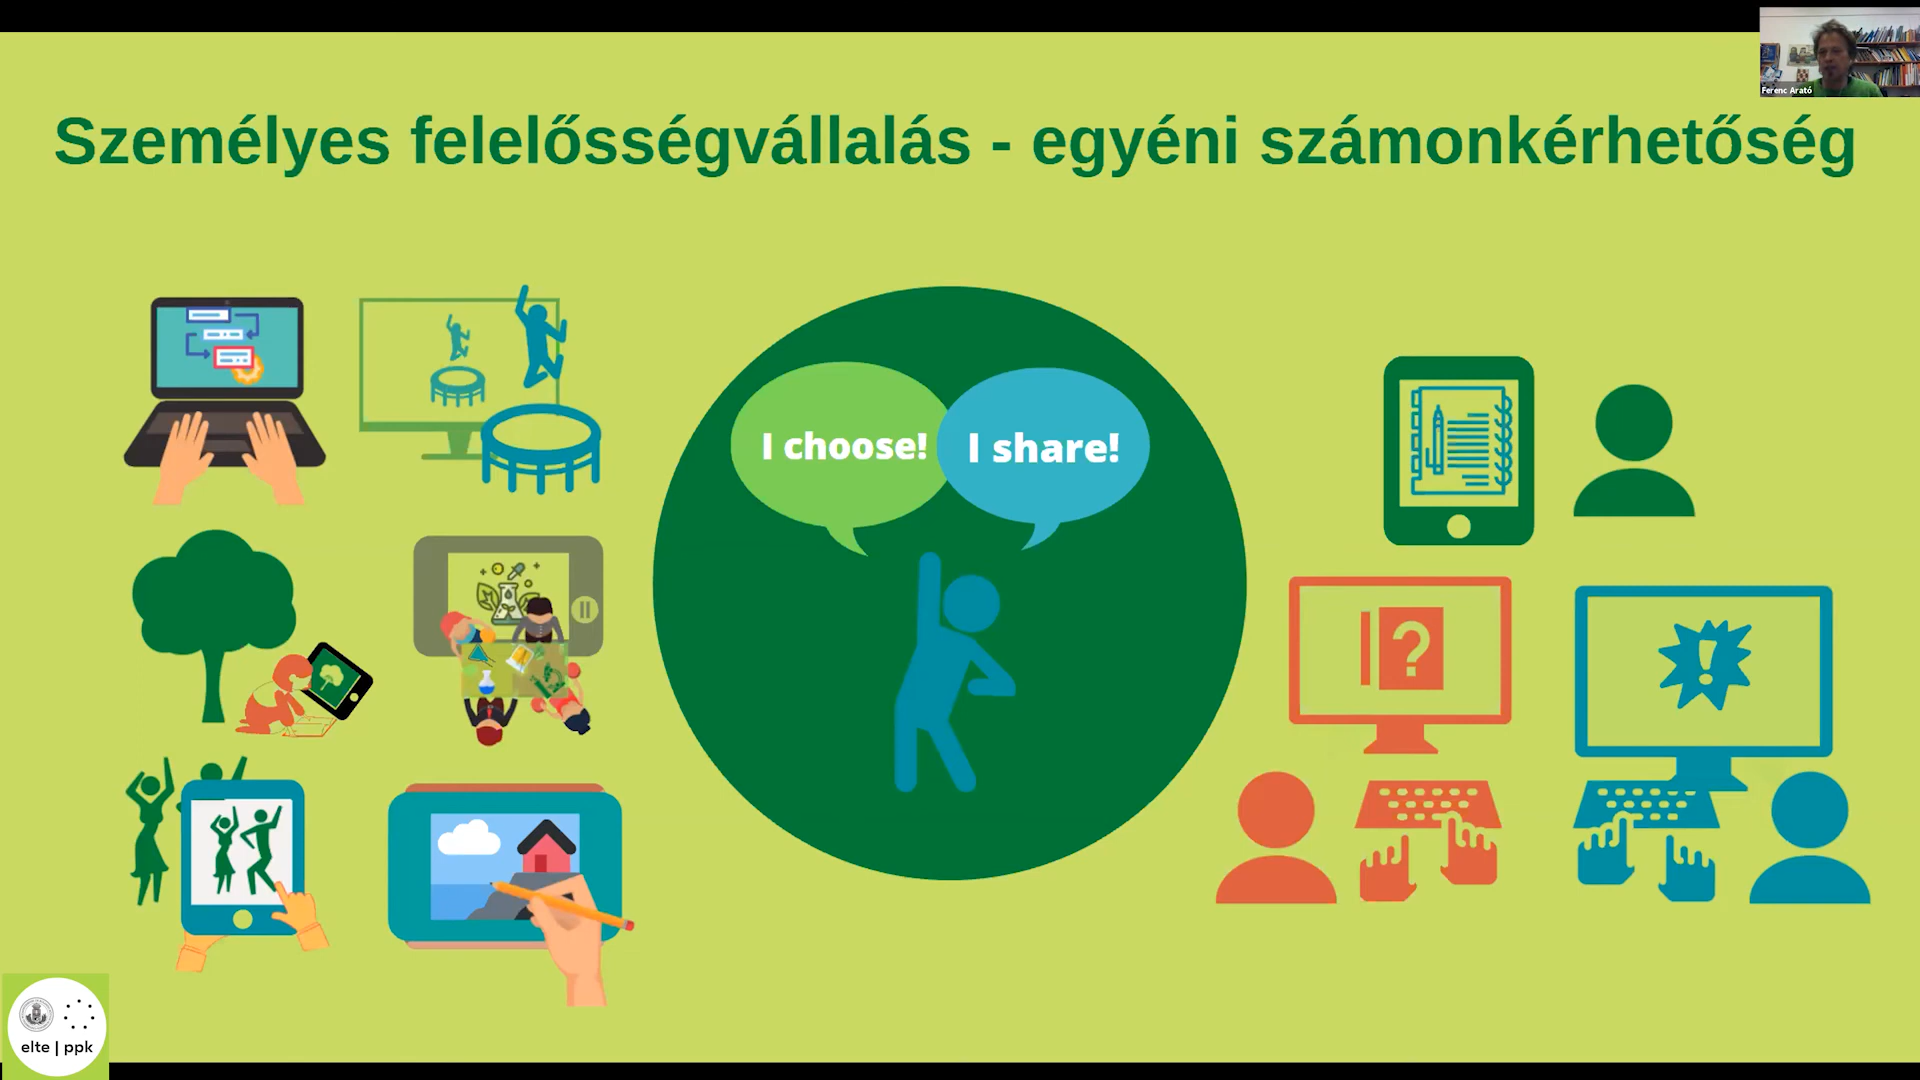 Ferenc Arató
Személyes felelősségvállalás - egyéni számonkérhetőség
I choose!
I share!
?
!
elte | ppk